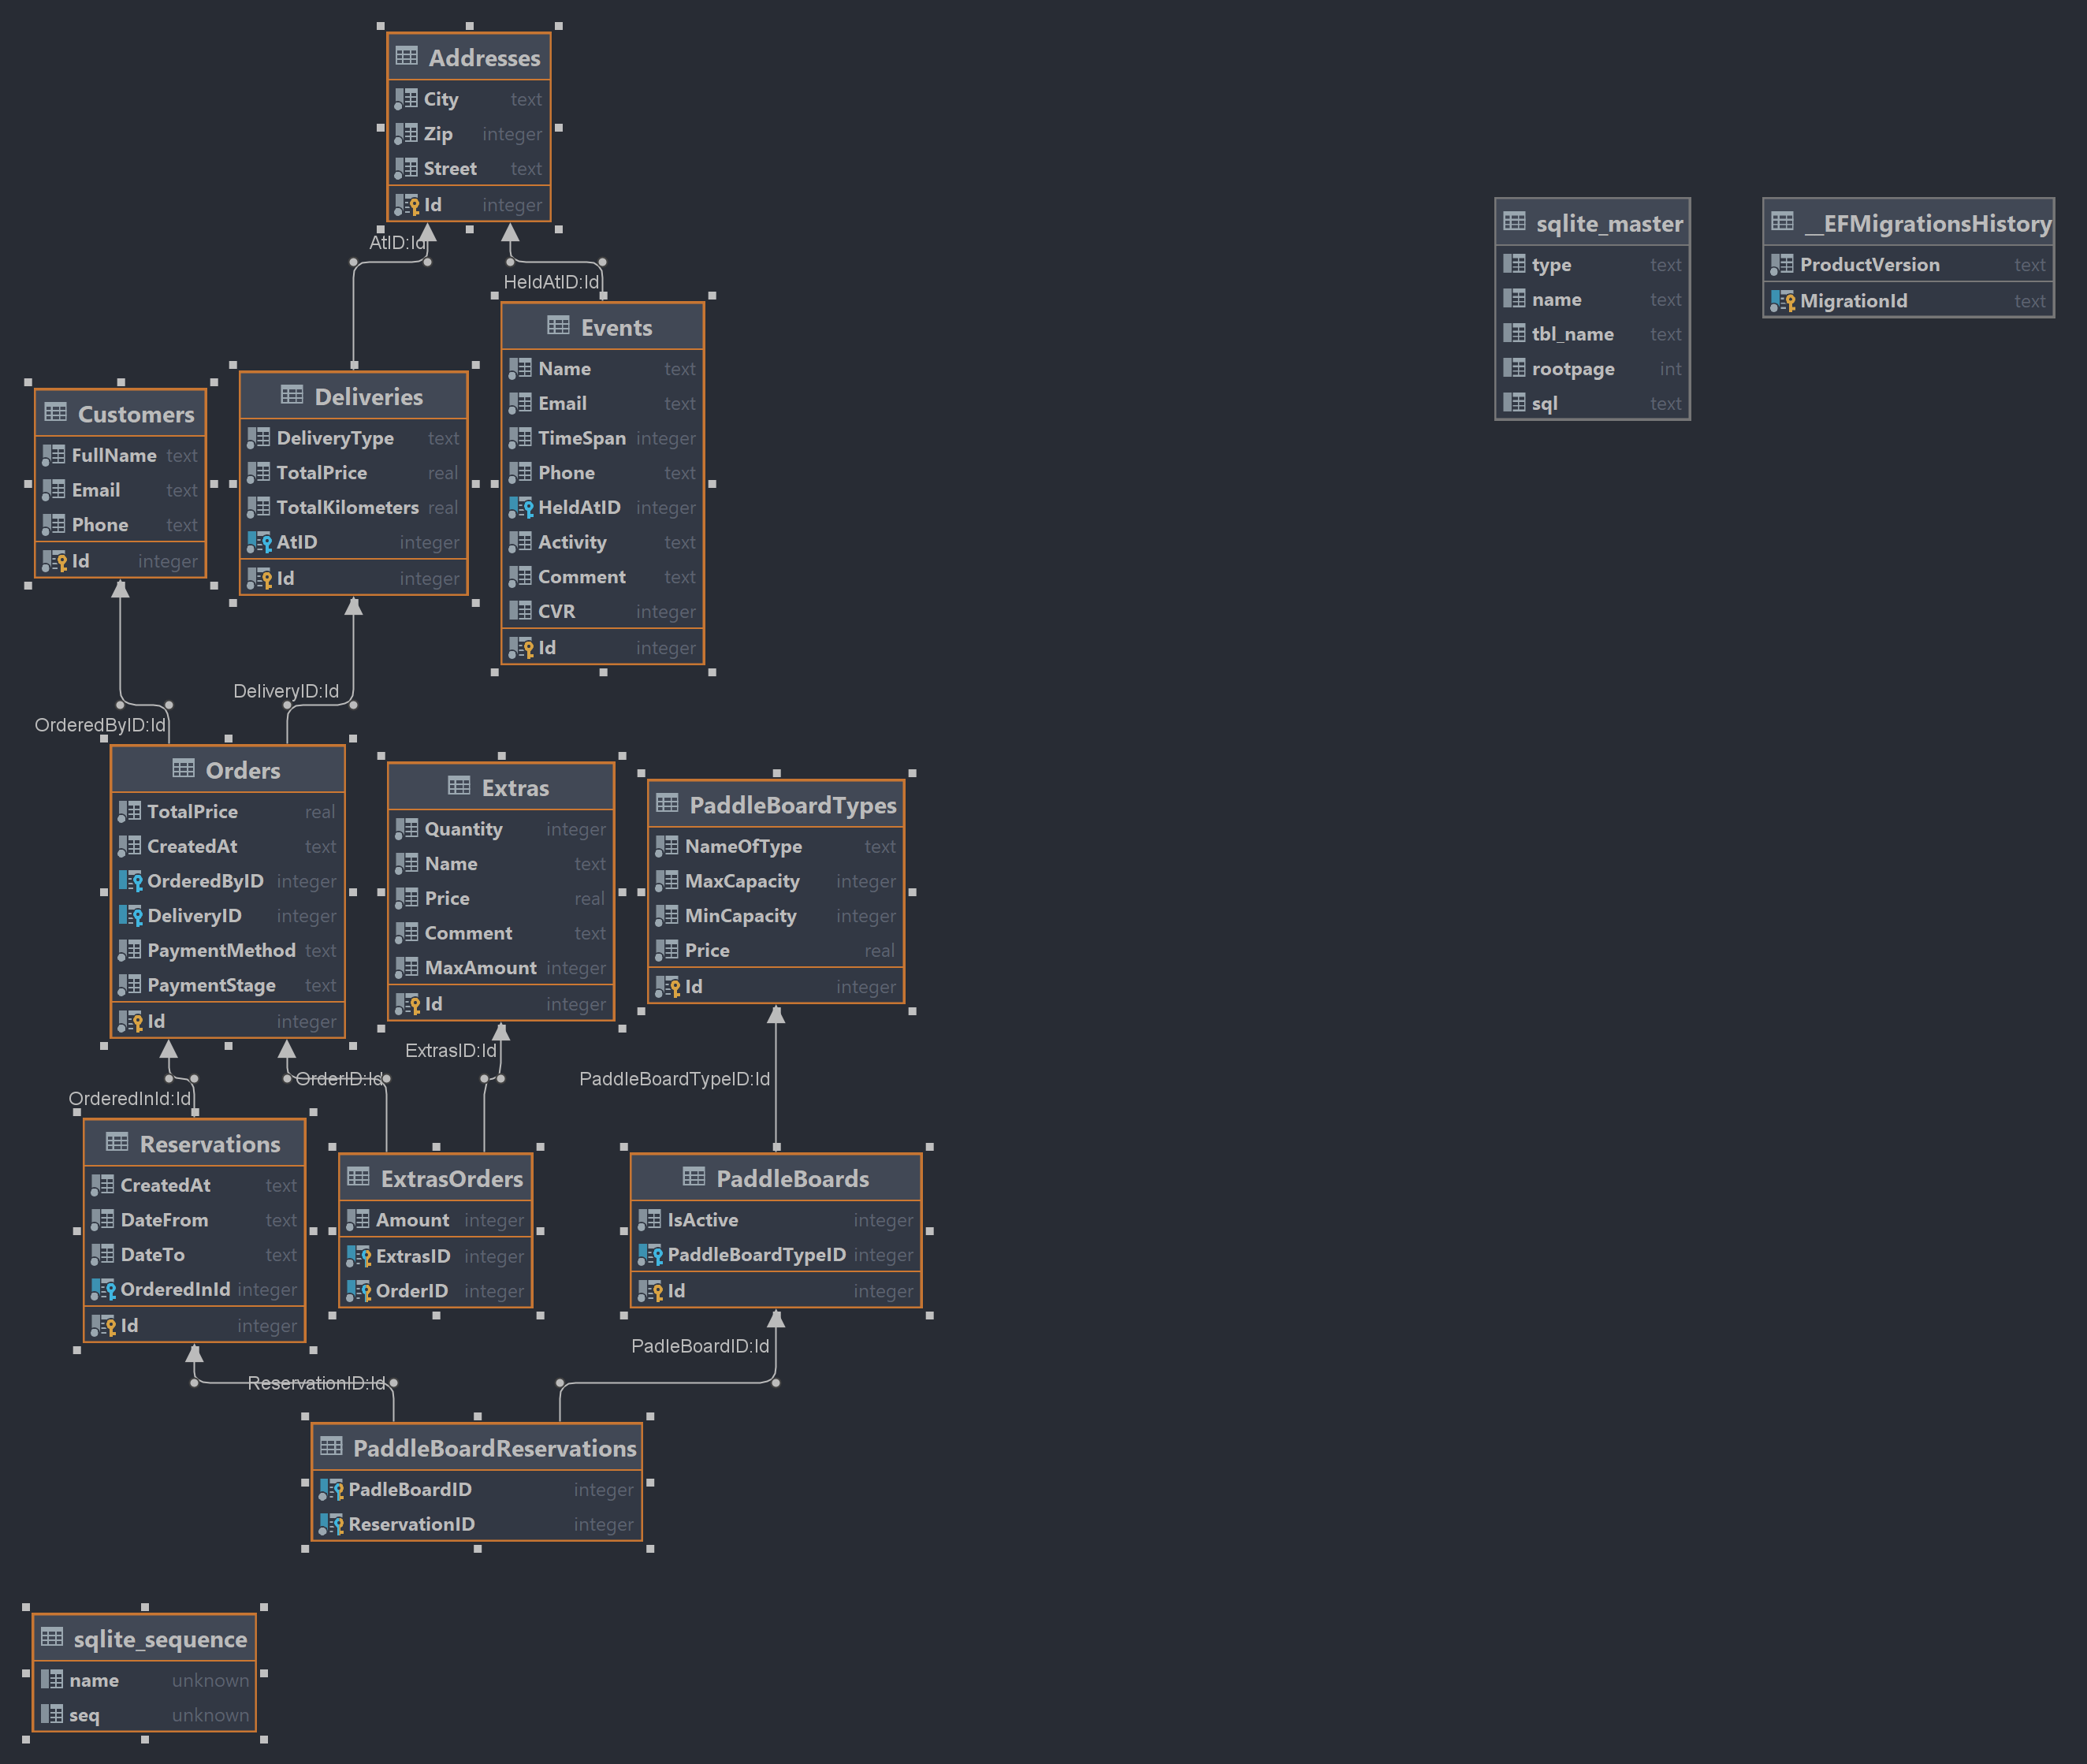 Addresses
City text
Zip integer
Street text
Id integer
AtID:Id
HeldAtID:Id
sqlite_master
type text
name text
tbl_name text
rootpage int
sql text
__EFMigrationsHistory
ProductVersion text
MigrationId text
Events
Name text
Email text
TimeSpan integer
Phone text
HeldAtID integer
Activity text
Comment text
CVR integer
Id integer
Deliveries
DeliveryType text
TotalPrice real
TotalKilometers real
AtID integer
Id integer
Customers
FullName text
Email text
Phone text
Id integer
DeliveryID:Id
OrderedByID:Id
Orders
TotalPrice real
CreatedAt text
OrderedByID integer
DeliveryID integer
PaymentMethod text
PaymentStage text
Id integer
Extras
Quantity integer
Name text
Price real
Comment text
MaxAmount integer
Id integer
PaddleBoardTypes
NameOfType text
MaxCapacity integer
MinCapacity integer
Price real
Id integer
ExtrasID:Id
OrderID:Id
PaddleBoardTypeID:Id
OrderedInId:Id
Reservations
CreatedAt text
DateFrom text
DateTo text
OrderedInId integer
Id integer
ExtrasOrders
Amount integer
ExtrasID integer
OrderID integer
PaddleBoards
IsActive integer
PaddleBoardTypeID integer
Id integer
PadleBoardID:Id
ReservationID:Id
PaddleBoardReservations
PadleBoardID integer
ReservationID integer
sqlite_sequence
name unknown
seq unknown